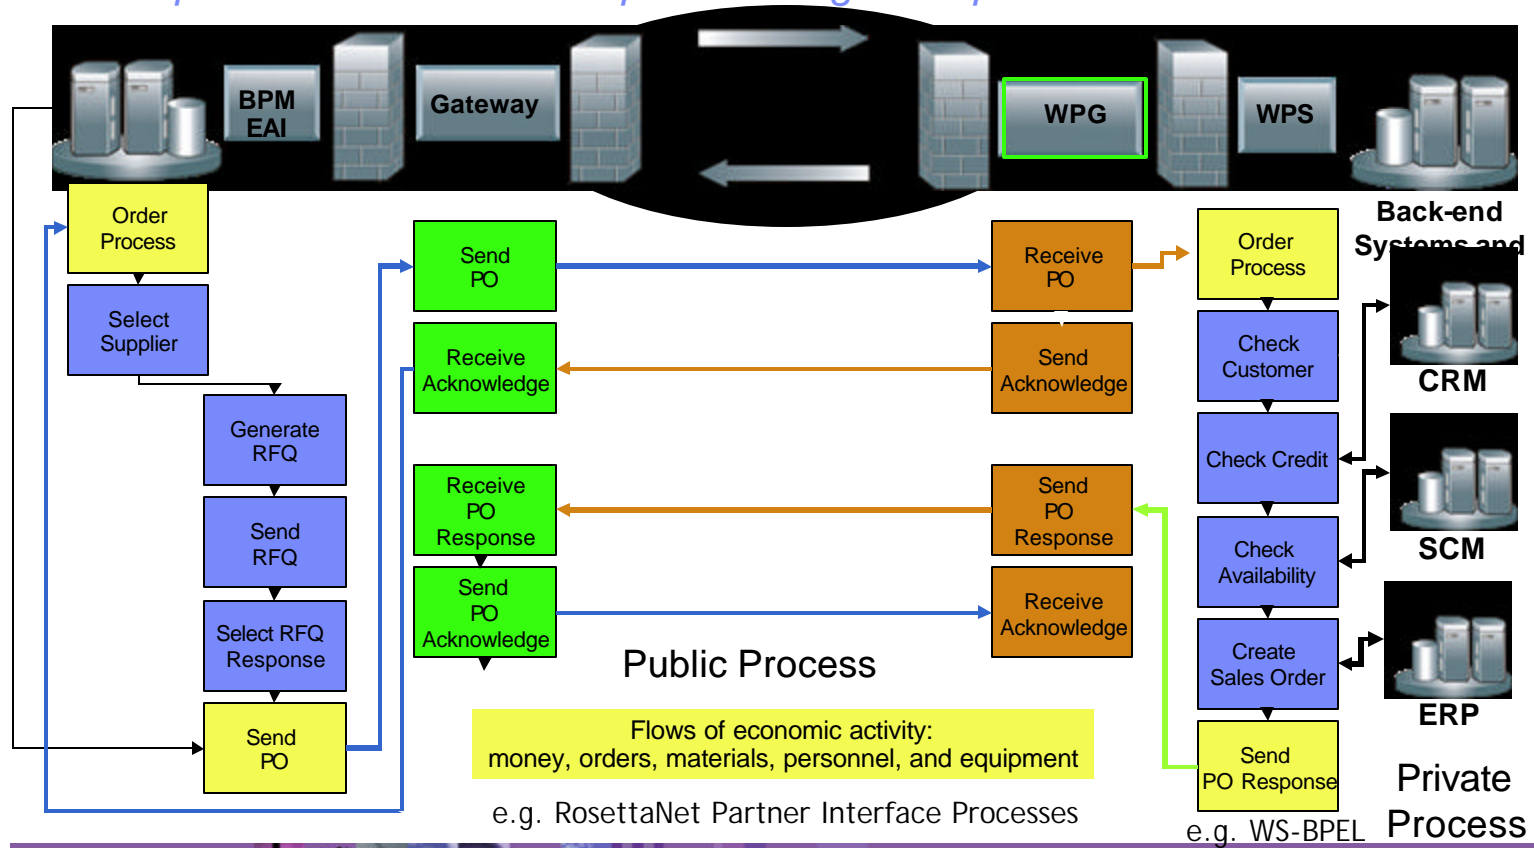 BPM
EAI
Gateway
WPG
WPS
Back-end
Systems and
Order
Process
Select
Supplier
Generate
RFQ
Send
RFQ
Select RFQ
Response
Send
PO
Send
PO
Receive
Acknowledge
Receive
PO
Response
Send
PO
Acknowledge
Receive
PO
Send
Acknowledge
Send
PO
Response
Receive
Acknowledge
Order
Process
Check
Customer
Check Credit
Check
Availability
Create
Sales Order
Send
PO Response
CRM
SCM
ERP
Public Process
Flows of economic activity:
money, orders, materials, personnel, and equipment
e.g. RosettaNet Partner Interface Processes
e.g. WS-BPEL
Private
Process